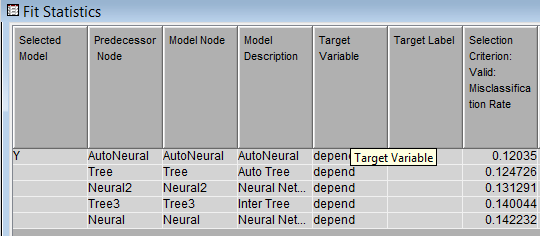 Fit Statistics
Selected Model Predecessor Node Model Node Model Description Target Variable Target Label Selection Criterion: Valid: Misclassifica tion Rate
Y AutoNeural AutoNeural AutoNeural depend 0.12035
Target Variable
Tree Tree Auto Tree depend 0.124726
Neural2 Neural2 Neural Net... depend 0.131291
Tree3 Tree3 Inter Tree depend 0.140044
Neural Neural Neural Net... depend 0.142232